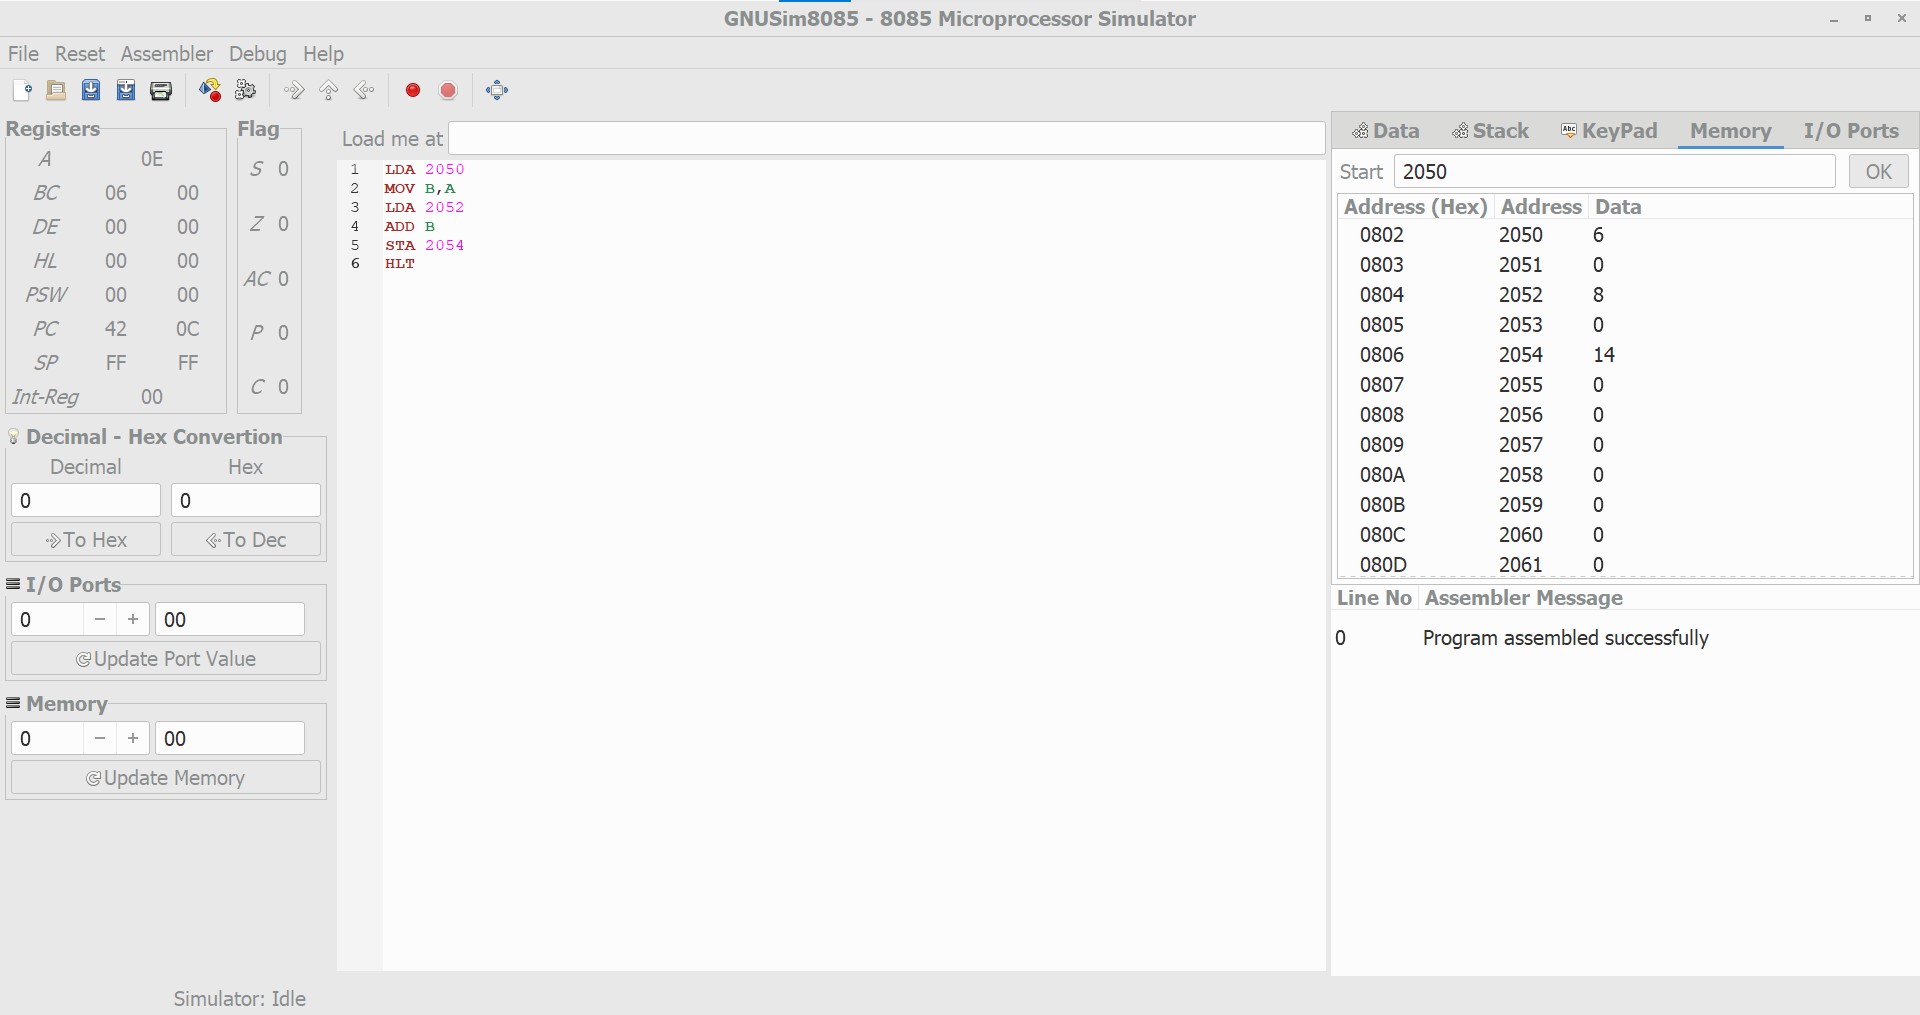 GNUSim8085 - 8085 Microprocessor Simulator
File Reset Assembler Debug Help
Registers
A 0E
BC 06 00
DE 00 00
HL 00 00
PSW 00 00
PC 42 0C
SP FF FF
Int-Reg 00
Flag
S 0
Z 0
AC 0
P 0
C 0
Decimal - Hex Convertion
Decimal Hex
0 0
To Hex To Dec
I/O Ports
0 − + 00
Update Port Value
Memory
0 − + 00
Update Memory
Simulator: Idle
Load me at
1 LDA 2050
2 MOV B,A
3 LDA 2052
4 ADD B
5 STA 2054
6 HLT
Data Stack Abc KeyPad Memory I/O Ports
Start 2050 OK
Address (Hex) Address Data
0802 2050 6
0803 2051 0
0804 2052 8
0805 2053 0
0806 2054 14
0807 2055 0
0808 2056 0
0809 2057 0
080A 2058 0
080B 2059 0
080C 2060 0
080D 2061 0
Line No Assembler Message
0 Program assembled successfully